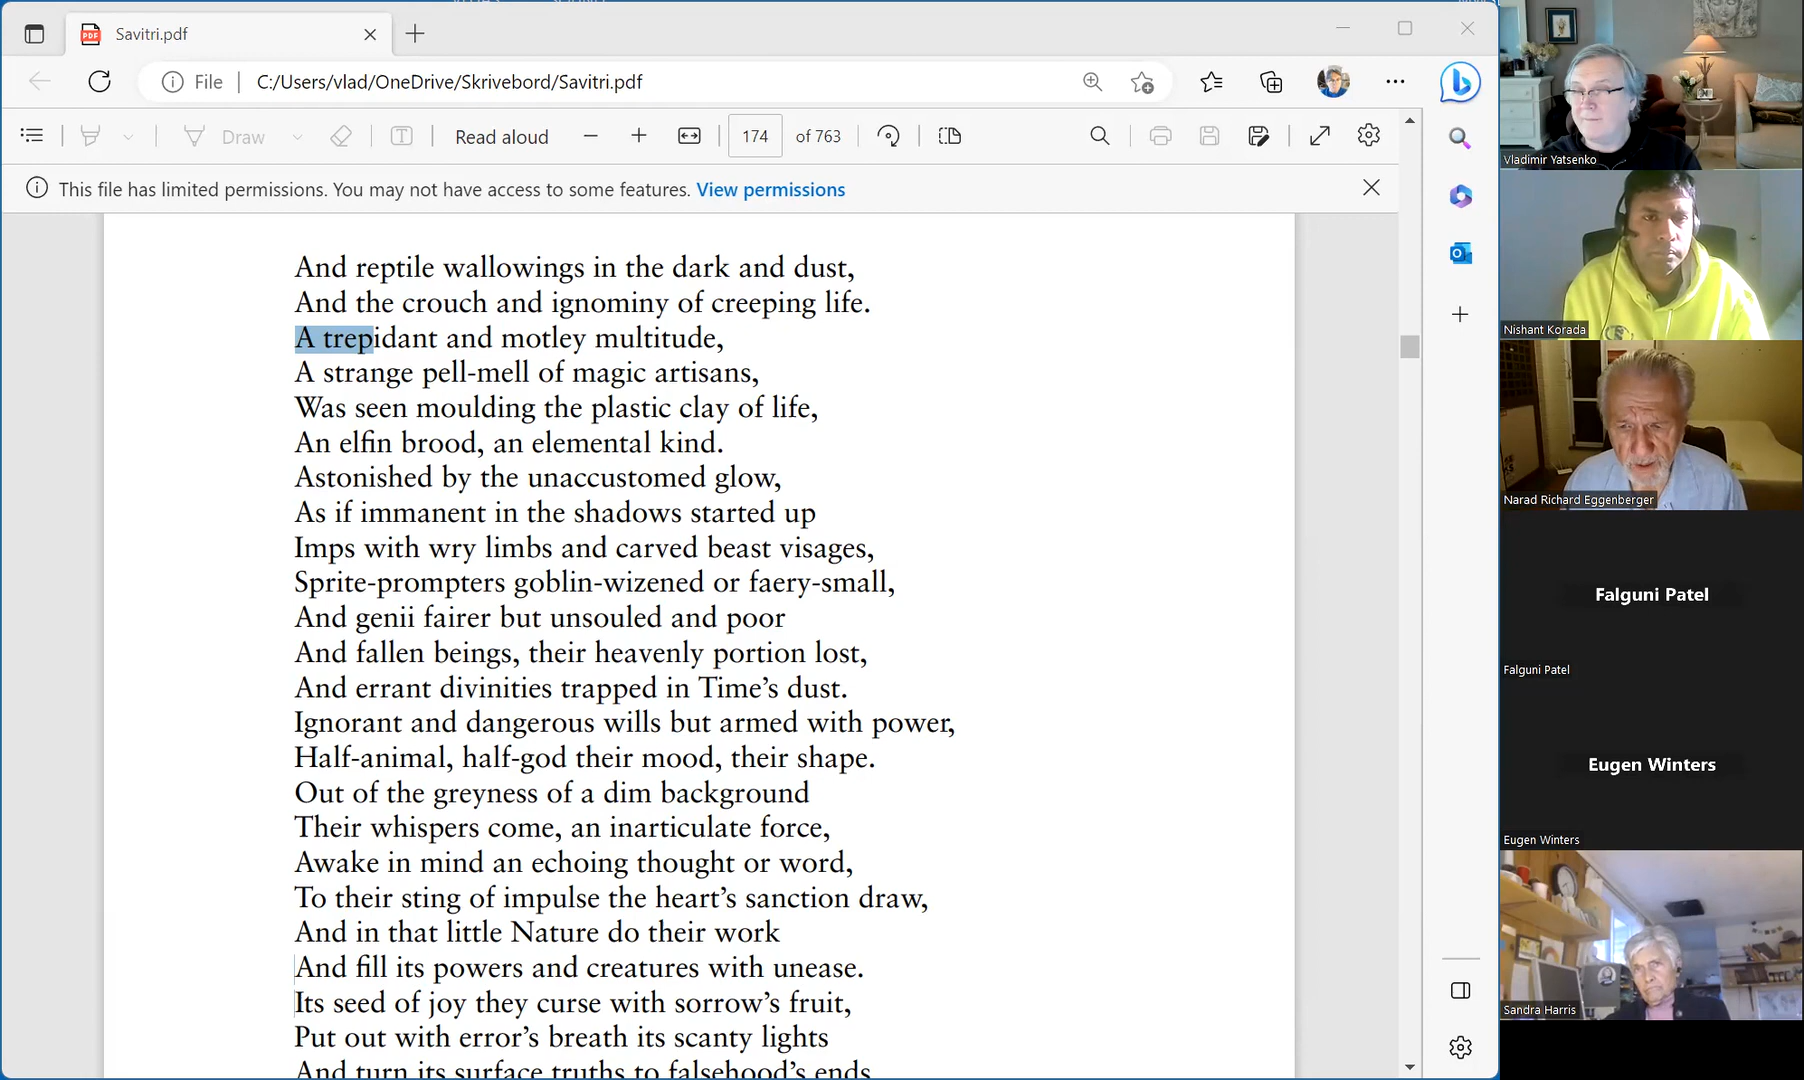 Savitri.pdf
File
C:/Users/vlad/OneDrive/Skrivebord/Savitri.pdf
Draw
Read aloud
174 of 763
This file has limited permissions. You may not have access to some features. View permissions
And reptile wallowings in the dark and dust,
And the crouch and ignominy of creeping life.
A trepidant and motley multitude,
A strange pell-mell of magic artisans,
Was seen moulding the plastic clay of life,
An elfin brood, an elemental kind.
Astonished by the unaccustomed glow,
As if immanent in the shadows started up
Imps with wry limbs and carved beast visages,
Sprite-prompters goblin-wizened or faery-small,
And genii fairer but unsouled and poor
And fallen beings, their heavenly portion lost,
And errant divinities trapped in Time’s dust.
Ignorant and dangerous wills but armed with power,
Half-animal, half-god their mood, their shape.
Out of the greyness of a dim background
Their whispers come, an inarticulate force,
Awake in mind an echoing thought or word,
To their sting of impulse the heart’s sanction draw,
And in that little Nature do their work
And fill its powers and creatures with unease.
Its seed of joy they curse with sorrow’s fruit,
Put out with error’s breath its scanty lights
And turn its surface truths to falsehood’s ends
Vladimir Yatsenko
Nishant Korada
Narad Richard Eggenberger
Falguni Patel
Falguni Patel
Eugen Winters
Eugen Winters
Sandra Harris